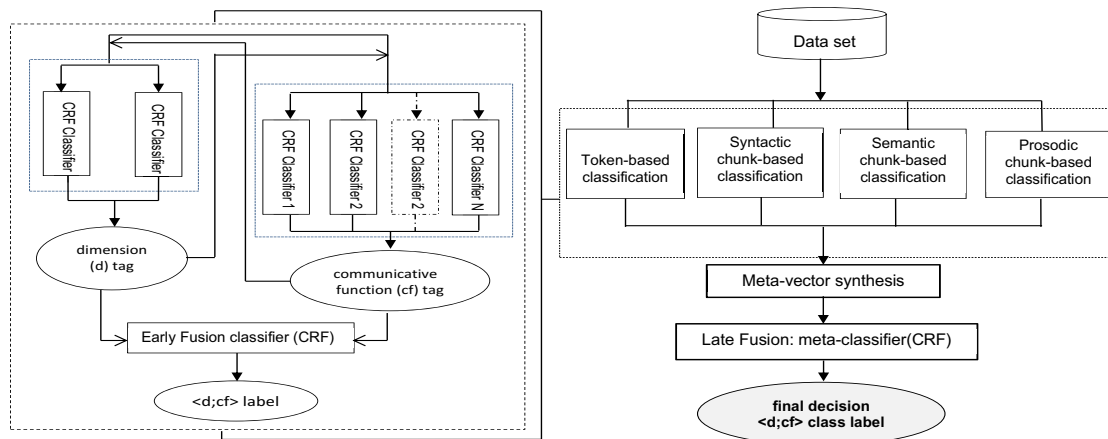 CRF Classifier
CRF Classifier
dimension
(d) tag
CRF Classifier 1
CRF Classifier 2
CRF Classifier 2
CRF Classifier N
communicative
function (cf) tag
Early Fusion classifier (CRF)
<d;cf> label
Data set
Token-based
classification
Syntactic
chunk-based
classification
Semantic
chunk-based
classification
Prosodic
chunk-based
classification
Meta-vector synthesis
Late Fusion: meta-classifier(CRF)
final decision
<d;cf> class label